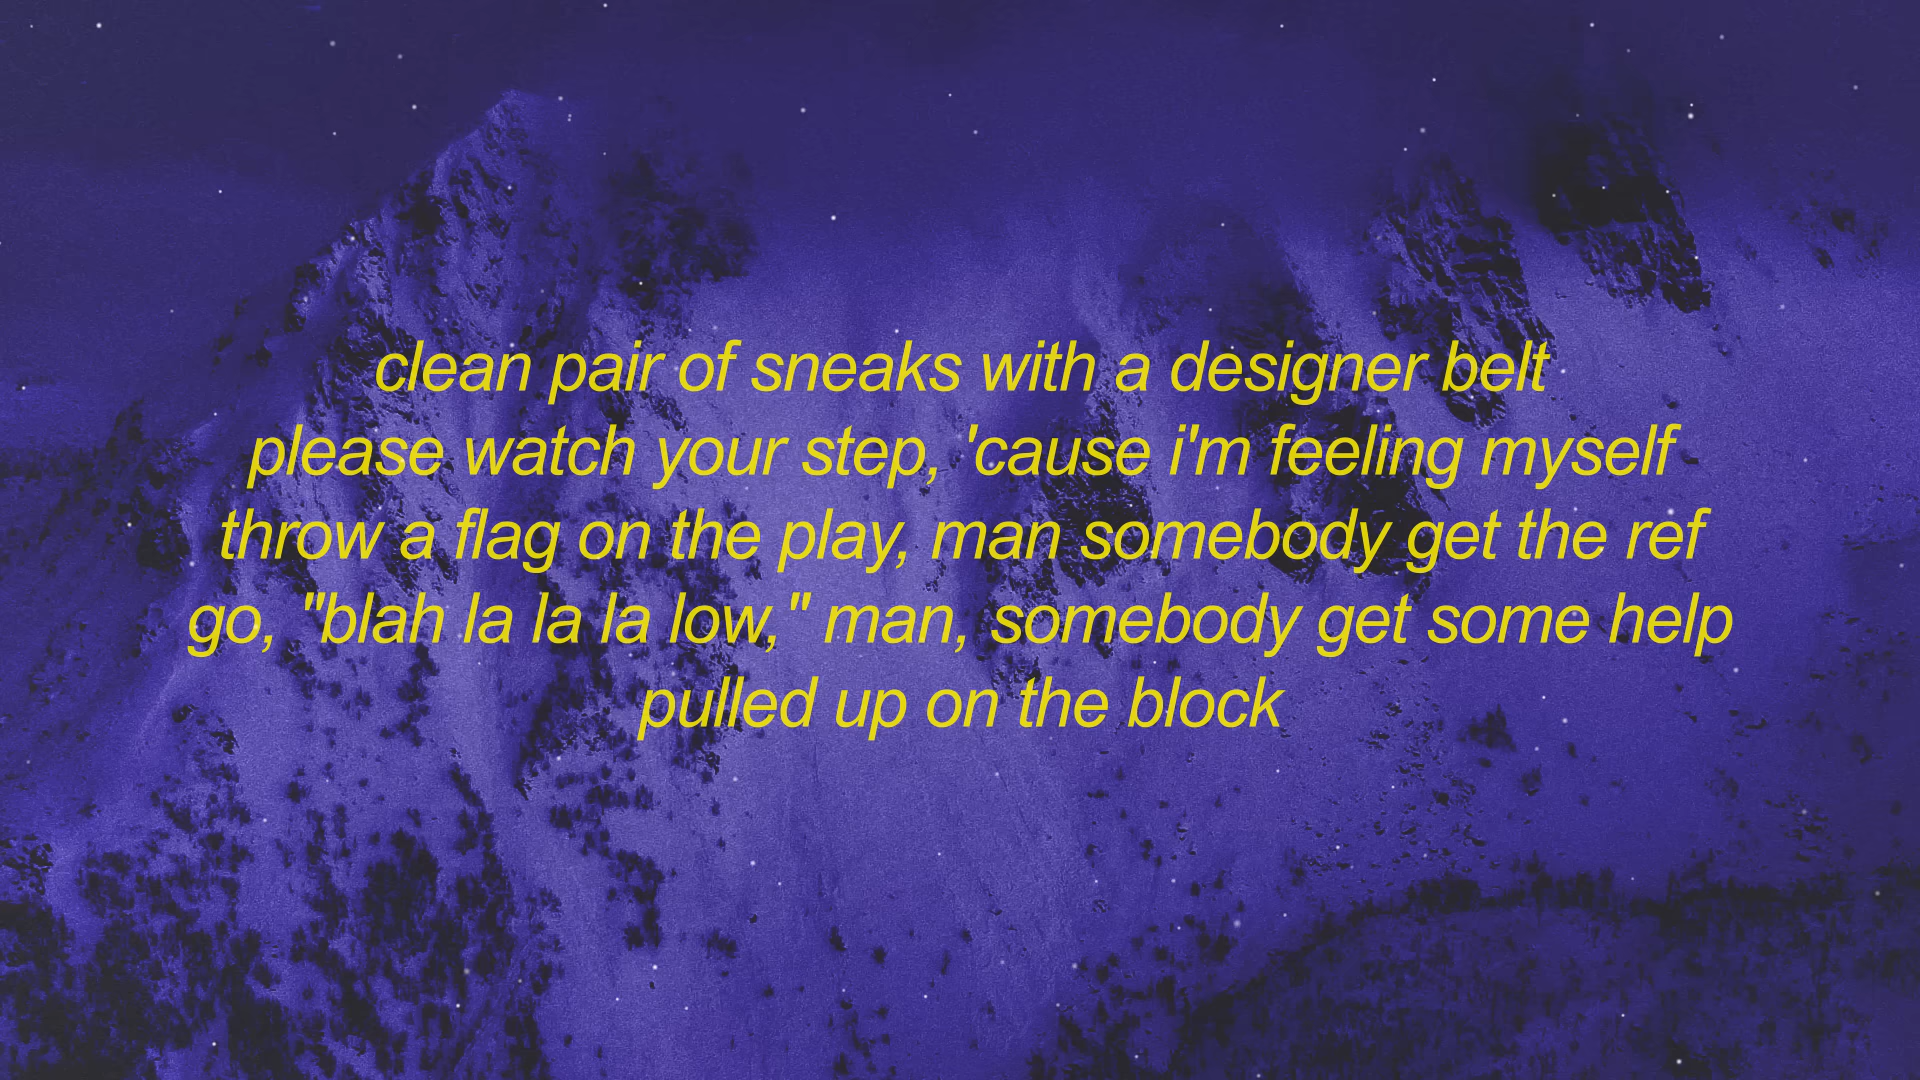 clean pair of sneaks with a designer belt
please watch your step, 'cause i'm feeling myself
throw a flag on the play, man somebody get the ref
go, "blah la la la low," man, somebody get some help
pulled up on the block